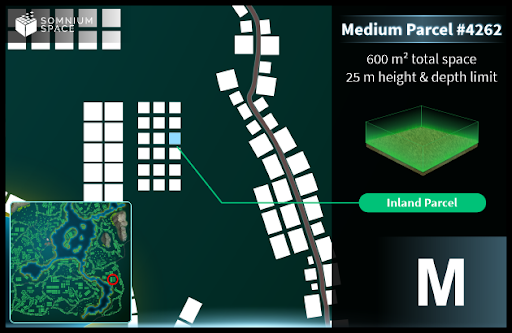 SOMNIUM
SPACE
Medium Parcel #4262
600 m² total space
25 m height & depth limit
Inland Parcel
M